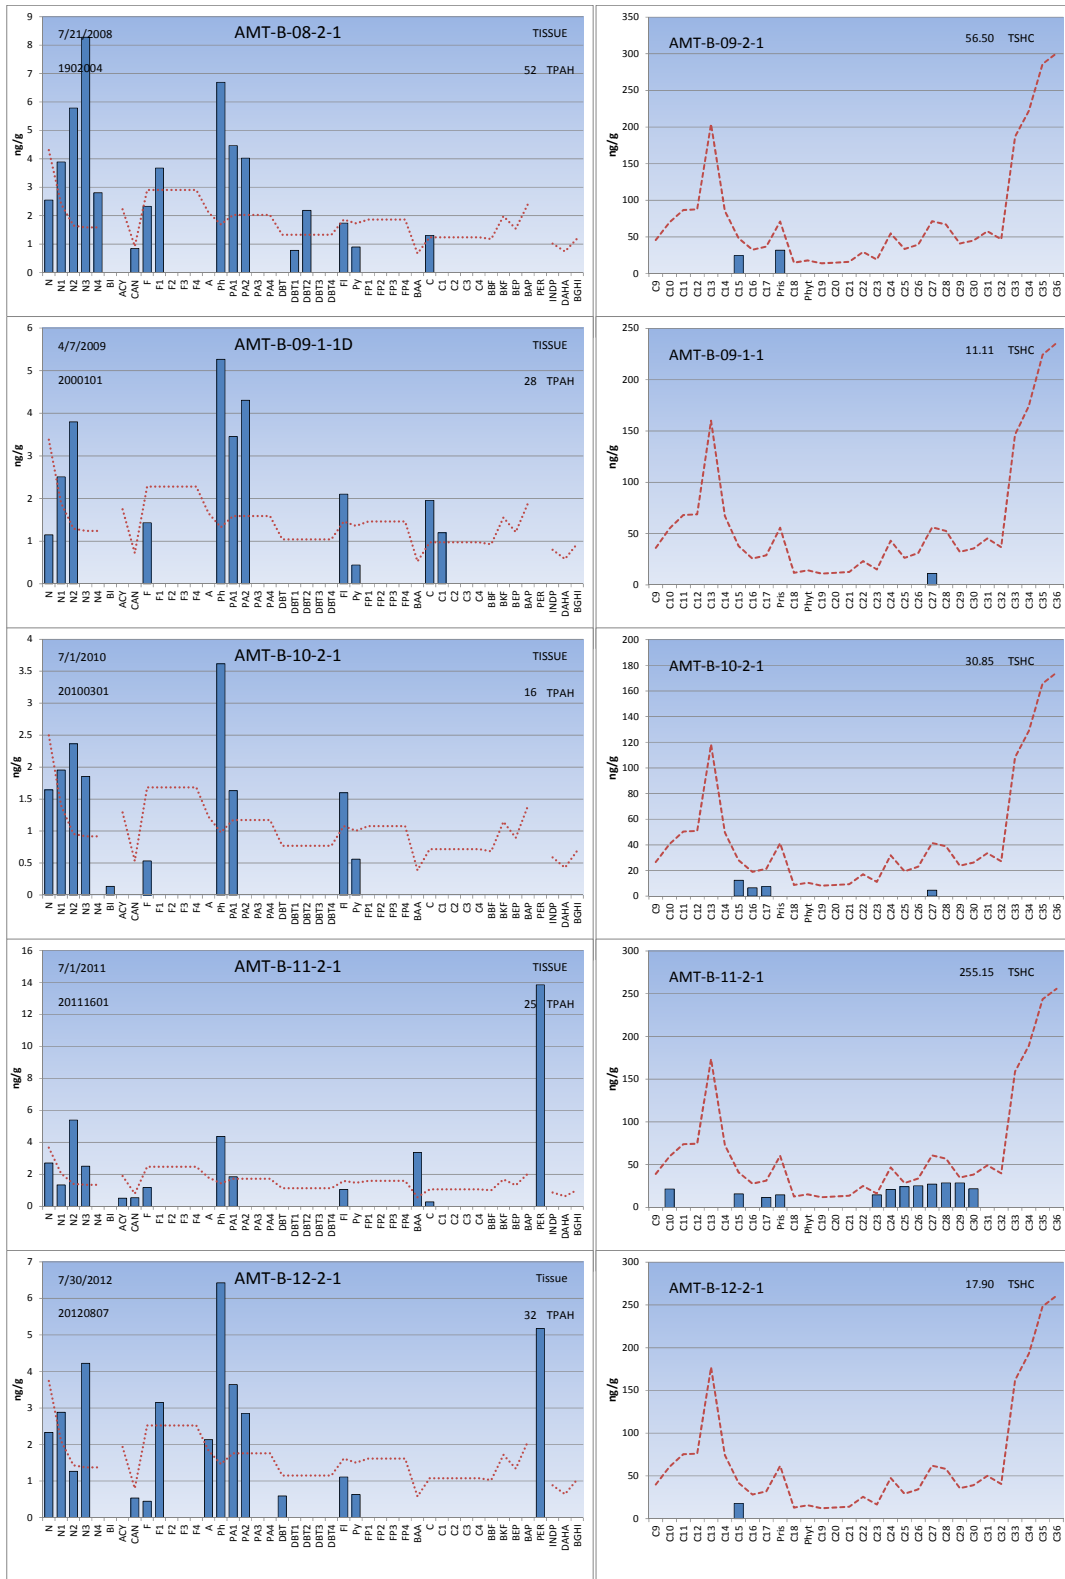 9
8
7
6
5
4
3
2
1
0
ng/g
7/21/2008
AMT-B-08-2-1
TISSUE
1902004
52 TPAH
N N1 N2 N3 N4 BI ACY CAN F F1 F2 F3 F4 A Ph PA1 PA2 PA3 PA4 DBT DBT1 DBT2 DBT3 DBT4 Fl Py FP1 FP2 FP3 FP4 BAA C C1 C2 C3 C4 BBF BKF BEP BAP PER INDP DAHA BGHI
350
300
250
200
150
100
50
0
ng/g
AMT-B-09-2-1
56.50 TSHC
C9 C10 C11 C12 C13 C14 C15 C16 C17 Pris C18 Phyt C19 C20 C21 C22 C23 C24 C25 C26 C27 C28 C29 C30 C31 C32 C33 C34 C35 C36
6
5
4
3
2
1
0
ng/g
4/7/2009
AMT-B-09-1-1D
TISSUE
2000101
28 TPAH
N N1 N2 N3 N4 BI ACY CAN F F1 F2 F3 F4 A Ph PA1 PA2 PA3 PA4 DBT DBT1 DBT2 DBT3 DBT4 Fl Py FP1 FP2 FP3 FP4 BAA C C1 C2 C3 C4 BBF BKF BEP BAP PER INDP DAHA BGHI
250
200
150
100
50
0
ng/g
AMT-B-09-1-1
11.11 TSHC
C9 C10 C11 C12 C13 C14 C15 C16 C17 Pris C18 Phyt C19 C20 C21 C22 C23 C24 C25 C26 C27 C28 C29 C30 C31 C32 C33 C34 C35 C36
4
3.5
3
2.5
2
1.5
1
0.5
0
ng/g
7/1/2010
AMT-B-10-2-1
TISSUE
20100301
16 TPAH
N N1 N2 N3 N4 BI ACY CAN F F1 F2 F3 F4 A Ph PA1 PA2 PA3 PA4 DBT DBT1 DBT2 DBT3 DBT4 Fl Py FP1 FP2 FP3 FP4 BAA C C1 C2 C3 C4 BBF BKF BEP BAP PER INDP DAHA BGHI
200
180
160
140
120
100
80
60
40
20
0
ng/g
AMT-B-10-2-1
30.85 TSHC
C9 C10 C11 C12 C13 C14 C15 C16 C17 Pris C18 Phyt C19 C20 C21 C22 C23 C24 C25 C26 C27 C28 C29 C30 C31 C32 C33 C34 C35 C36
16
14
12
10
8
6
4
2
0
ng/g
7/1/2011
AMT-B-11-2-1
TISSUE
20111601
25 TPAH
N N1 N2 N3 N4 BI ACY CAN F F1 F2 F3 F4 A Ph PA1 PA2 PA3 PA4 DBT DBT1 DBT2 DBT3 DBT4 Fl Py FP1 FP2 FP3 FP4 BAA C C1 C2 C3 C4 BBF BKF BEP BAP PER INDP DAHA BGHI
300
250
200
150
100
50
0
ng/g
AMT-B-11-2-1
255.15 TSHC
C9 C10 C11 C12 C13 C14 C15 C16 C17 Pris C18 Phyt C19 C20 C21 C22 C23 C24 C25 C26 C27 C28 C29 C30 C31 C32 C33 C34 C35 C36
7
6
5
4
3
2
1
0
ng/g
7/30/2012
AMT-B-12-2-1
Tissue
20120807
32 TPAH
N N1 N2 N3 N4 BI ACY CAN F F1 F2 F3 F4 A Ph PA1 PA2 PA3 PA4 DBT DBT1 DBT2 DBT3 DBT4 Fl Py FP1 FP2 FP3 FP4 BAA C C1 C2 C3 C4 BBF BKF BEP BAP PER INDP DAHA BGHI
300
250
200
150
100
50
0
ng/g
AMT-B-12-2-1
17.90 TSHC
C9 C10 C11 C12 C13 C14 C15 C16 C17 Pris C18 Phyt C19 C20 C21 C22 C23 C24 C25 C26 C27 C28 C29 C30 C31 C32 C33 C34 C35 C36